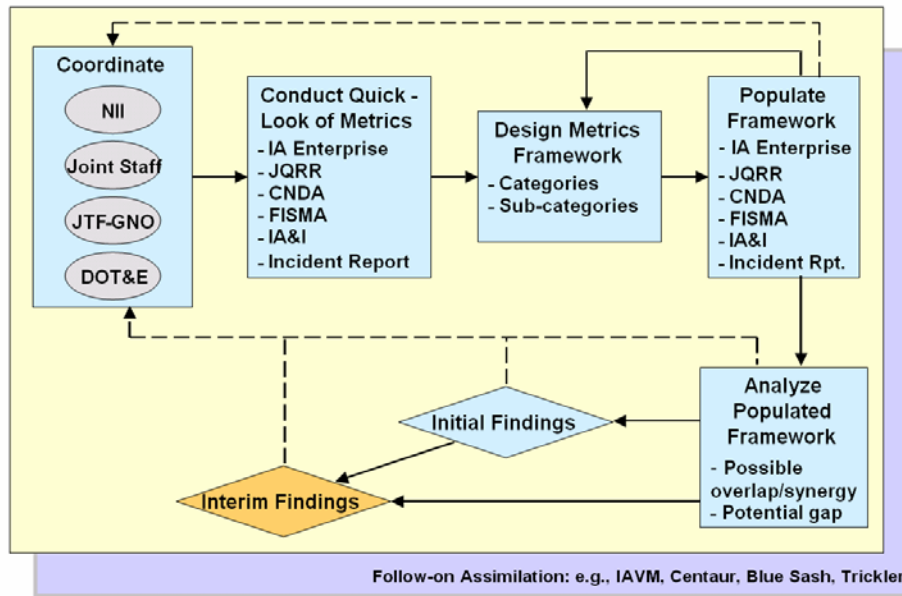 Coordinate
NII
Joint Staff
JTF-GNO
DOT&E
Conduct Quick -
Look of Metrics
- IA Enterprise
- JQRR
- CNDA
- FISMA
- IA&I
- Incident Report
Design Metrics
Framework
- Categories
- Sub-categories
Populate
Framework
- IA Enterprise
- JQRR
- CNDA
- FISMA
- IA&I
- Incident Rpt.
Analyze
Populated
Framework
- Possible
overlap/synergy
- Potential gap
Initial Findings
Interim Findings
Follow-on Assimilation: e.g., IAVM, Centaur, Blue Sash, Trickler